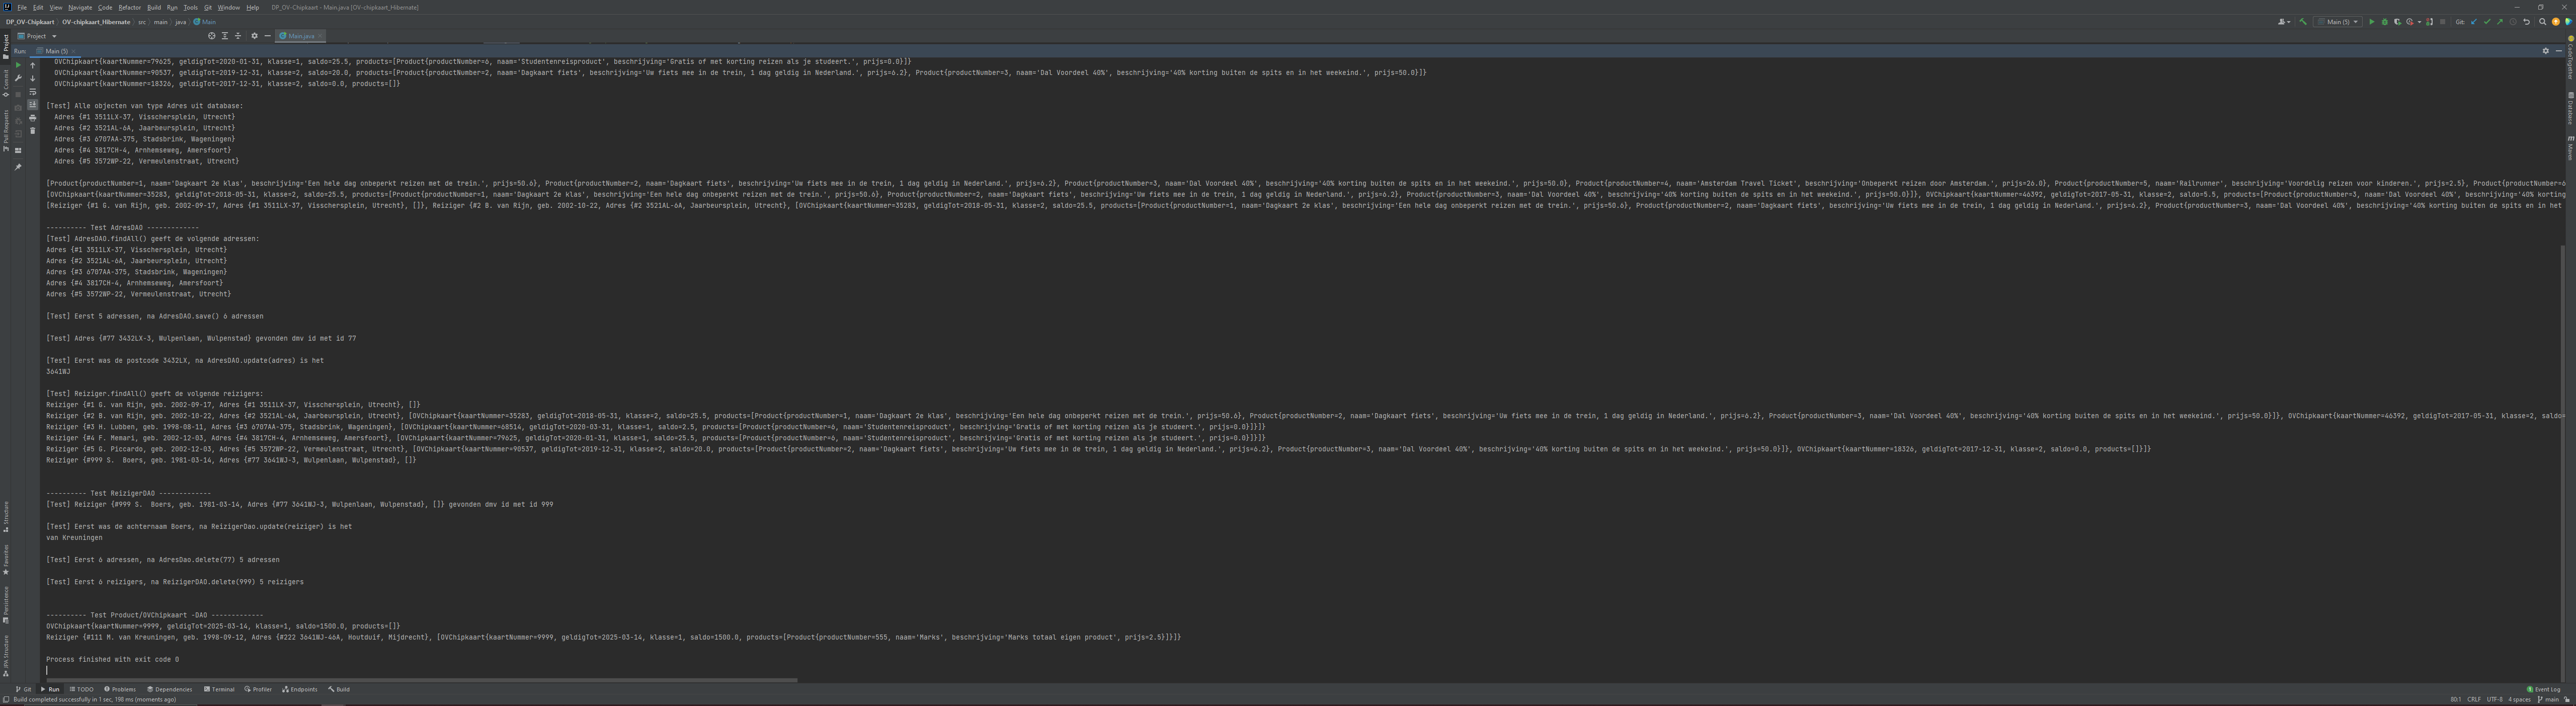 File Edit View Navigate Code Refactor Build Run Tools Git Window Help DP_OV-Chipkaart - Main.java [OV-chipkaart_Hibernate]
DP_OV-Chipkaart OV-chipkaart_Hibernate src main java Main Main (5) Git:
Project Main.java
Run: Main (5)
OVChipkaart{kaartNummer=79625, geldigTot=2020-01-31, klasse=1, saldo=25.5, products=[Product{productNumber=6, naam='Studentenreisproduct', beschrijving='Gratis of met korting reizen als je studeert.', prijs=0.0}]}
OVChipkaart{kaartNummer=90537, geldigTot=2019-12-31, klasse=2, saldo=20.0, products=[Product{productNumber=2, naam='Dagkaart fiets', beschrijving='Uw fiets mee in de trein, 1 dag geldig in Nederland.', prijs=6.2}, Product{productNumber=3, naam='Dal Voordeel 40%', beschrijving='40% korting buiten de spits en in het weekeind.', prijs=50.0}]}
OVChipkaart{kaartNummer=18326, geldigTot=2017-12-31, klasse=2, saldo=0.0, products=[]}
[Test] Alle objecten van type Adres uit database:
Adres {#1 3511LX-37, Visschersplein, Utrecht}
Adres {#2 3521AL-6A, Jaarbeursplein, Utrecht}
Adres {#3 6707AA-375, Stadsbrink, Wageningen}
Adres {#4 3817CH-4, Arnhemseweg, Amersfoort}
Adres {#5 3572WP-22, Vermeulenstraat, Utrecht}
[Product{productNumber=1, naam='Dagkaart 2e klas', beschrijving='Een hele dag onbeperkt reizen met de trein.', prijs=50.6}, Product{productNumber=2, naam='Dagkaart fiets', beschrijving='Uw fiets mee in de trein, 1 dag geldig in Nederland.', prijs=6.2}, Product{productNumber=3, naam='Dal Voordeel 40%', beschrijving='40% korting buiten de spits en in het weekeind.', prijs=50.0}, Product{productNumber=4, naam='Amsterdam Travel Ticket', beschrijving='Onbeperkt reizen door Amsterdam.', prijs=26.0}, Product{productNumber=5, naam='Railrunner', beschrijving='Voordelig reizen voor kinderen.', prijs=2.5}, Product{productNumber=6
[OVChipkaart{kaartNummer=35283, geldigTot=2018-05-31, klasse=2, saldo=25.5, products=[Product{productNumber=1, naam='Dagkaart 2e klas', beschrijving='Een hele dag onbeperkt reizen met de trein.', prijs=50.6}, Product{productNumber=2, naam='Dagkaart fiets', beschrijving='Uw fiets mee in de trein, 1 dag geldig in Nederland.', prijs=6.2}, Product{productNumber=3, naam='Dal Voordeel 40%', beschrijving='40% korting buiten de spits en in het weekeind.', prijs=50.0}]}, OVChipkaart{kaartNummer=46392, geldigTot=2017-05-31, klasse=2, saldo=5.5, products=[Product{productNumber=3, naam='Dal Voordeel 40%', beschrijving='40% korting
[Reiziger {#1 G. van Rijn, geb. 2002-09-17, Adres {#1 3511LX-37, Visschersplein, Utrecht}, []}, Reiziger {#2 B. van Rijn, geb. 2002-10-22, Adres {#2 3521AL-6A, Jaarbeursplein, Utrecht}, [OVChipkaart{kaartNummer=35283, geldigTot=2018-05-31, klasse=2, saldo=25.5, products=[Product{productNumber=1, naam='Dagkaart 2e klas', beschrijving='Een hele dag onbeperkt reizen met de trein.', prijs=50.6}, Product{productNumber=2, naam='Dagkaart fiets', beschrijving='Uw fiets mee in de trein, 1 dag geldig in Nederland.', prijs=6.2}, Product{productNumber=3, naam='Dal Voordeel 40%', beschrijving='40% korting buiten de spits en in het
---------- Test AdresDAO -------------
[Test] AdresDAO.findAll() geeft de volgende adressen:
Adres {#1 3511LX-37, Visschersplein, Utrecht}
Adres {#2 3521AL-6A, Jaarbeursplein, Utrecht}
Adres {#3 6707AA-375, Stadsbrink, Wageningen}
Adres {#4 3817CH-4, Arnhemseweg, Amersfoort}
Adres {#5 3572WP-22, Vermeulenstraat, Utrecht}
[Test] Eerst 5 adressen, na AdresDAO.save() 6 adressen
[Test] Adres {#77 3432LX-3, Wulpenlaan, Wulpenstad} gevonden dmv id met id 77
[Test] Eerst was de postcode 3432LX, na AdresDAO.update(adres) is het
3641WJ
[Test] Reiziger.findAll() geeft de volgende reizigers:
Reiziger {#1 G. van Rijn, geb. 2002-09-17, Adres {#1 3511LX-37, Visschersplein, Utrecht}, []}
Reiziger {#2 B. van Rijn, geb. 2002-10-22, Adres {#2 3521AL-6A, Jaarbeursplein, Utrecht}, [OVChipkaart{kaartNummer=35283, geldigTot=2018-05-31, klasse=2, saldo=25.5, products=[Product{productNumber=1, naam='Dagkaart 2e klas', beschrijving='Een hele dag onbeperkt reizen met de trein.', prijs=50.6}, Product{productNumber=2, naam='Dagkaart fiets', beschrijving='Uw fiets mee in de trein, 1 dag geldig in Nederland.', prijs=6.2}, Product{productNumber=3, naam='Dal Voordeel 40%', beschrijving='40% korting buiten de spits en in het weekeind.', prijs=50.0}]}, OVChipkaart{kaartNummer=46392, geldigTot=2017-05-31, klasse=2, saldo=
Reiziger {#3 H. Lubben, geb. 1998-08-11, Adres {#3 6707AA-375, Stadsbrink, Wageningen}, [OVChipkaart{kaartNummer=68514, geldigTot=2020-03-31, klasse=1, saldo=2.5, products=[Product{productNumber=6, naam='Studentenreisproduct', beschrijving='Gratis of met korting reizen als je studeert.', prijs=0.0}]}]}
Reiziger {#4 F. Memari, geb. 2002-12-03, Adres {#4 3817CH-4, Arnhemseweg, Amersfoort}, [OVChipkaart{kaartNummer=79625, geldigTot=2020-01-31, klasse=1, saldo=25.5, products=[Product{productNumber=6, naam='Studentenreisproduct', beschrijving='Gratis of met korting reizen als je studeert.', prijs=0.0}]}]}
Reiziger {#5 G. Piccardo, geb. 2002-12-03, Adres {#5 3572WP-22, Vermeulenstraat, Utrecht}, [OVChipkaart{kaartNummer=90537, geldigTot=2019-12-31, klasse=2, saldo=20.0, products=[Product{productNumber=2, naam='Dagkaart fiets', beschrijving='Uw fiets mee in de trein, 1 dag geldig in Nederland.', prijs=6.2}, Product{productNumber=3, naam='Dal Voordeel 40%', beschrijving='40% korting buiten de spits en in het weekeind.', prijs=50.0}]}, OVChipkaart{kaartNummer=18326, geldigTot=2017-12-31, klasse=2, saldo=0.0, products=[]}]}
Reiziger {#999 S.  Boers, geb. 1981-03-14, Adres {#77 3641WJ-3, Wulpenlaan, Wulpenstad}, []}
---------- Test ReizigerDAO -------------
[Test] Reiziger {#999 S.  Boers, geb. 1981-03-14, Adres {#77 3641WJ-3, Wulpenlaan, Wulpenstad}, []} gevonden dmv id met id 999
[Test] Eerst was de achternaam Boers, na ReizigerDao.update(reiziger) is het
van Kreuningen
[Test] Eerst 6 adressen, na AdresDao.delete(77) 5 adressen
[Test] Eerst 6 reizigers, na ReizigerDAO.delete(999) 5 reizigers
---------- Test Product/OVChipkaart -DAO -------------
OVChipkaart{kaartNummer=9999, geldigTot=2025-03-14, klasse=1, saldo=1500.0, products=[]}
Reiziger {#111 M. van Kreuningen, geb. 1998-09-12, Adres {#222 3641WJ-46A, Houtduif, Mijdrecht}, [OVChipkaart{kaartNummer=9999, geldigTot=2025-03-14, klasse=1, saldo=1500.0, products=[Product{productNumber=555, naam='Marks', beschrijving='Marks totaal eigen product', prijs=2.5}]}]}
Process finished with exit code 0
Git Run TODO Problems Dependencies Terminal Profiler Endpoints Build Event Log
Build completed successfully in 1 sec, 198 ms (moments ago) 80:1 CRLF UTF-8 4 spaces main
Project
Commit
Pull Requests
Structure
Favorites
Persistence
JPA Structure
CodeTogether
Database
Maven